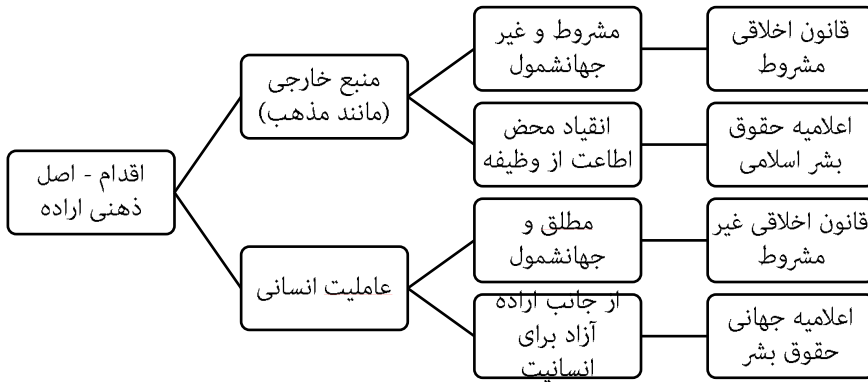 اقدام - اصل
ذهنی اراده
منبع خارجی
(مانند مذهب)
مشروط و غیر
جهانشمول
قانون اخلاقی
مشروط
انقیاد محض
اطاعت از وظیفه
اعلامیه حقوق
بشر اسلامی
عاملیت انسانی
مطلق و
جهانشمول
قانون اخلاقی غیر
مشروط
از جانب اراده
آزاد برای
انسانیت
اعلامیه جهانی
حقوق بشر